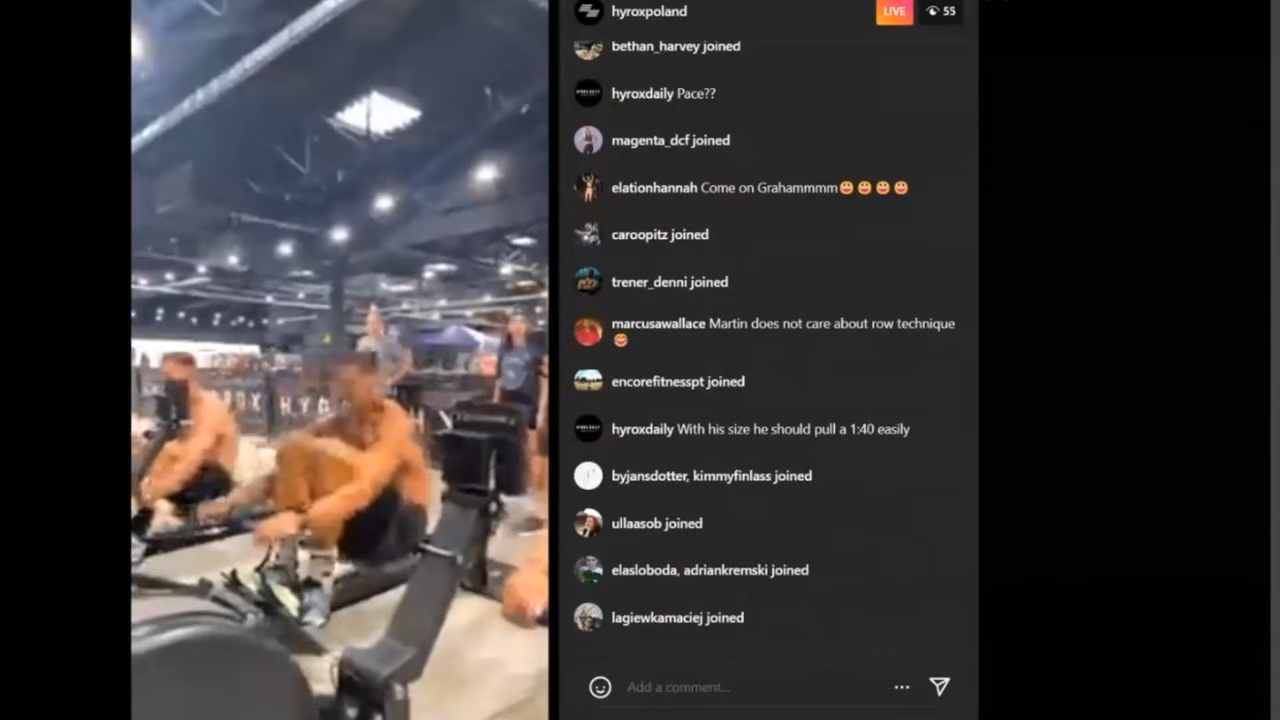 hyroxpoland
LIVE
55
bethan_harvey joined
hyroxdaily Pace??
magenta_dcf joined
elationhannah Come on Grahammmm😀😀😀😀
caroopitz joined
trener_denni joined
marcusawallace Martin does not care about row technique
😀
encorefitnesspt joined
hyroxdaily With his size he should pull a 1:40 easily
byjansdotter, kimmyfinlass joined
ullaasob joined
elasloboda, adriankremski joined
lagiewkamaciej joined
Add a comment...